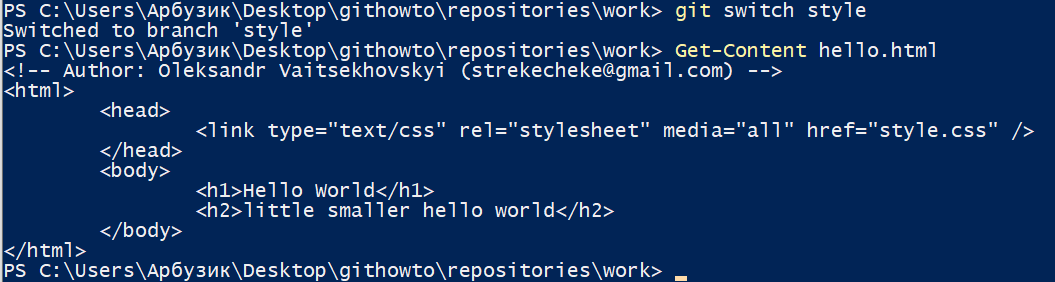 PS C:\Users\Арбузик\Desktop\githowto\repositories\work> git switch style
Switched to branch 'style'
PS C:\Users\Арбузик\Desktop\githowto\repositories\work> Get-Content hello.html
<!-- Author: Oleksandr Vaitsekhovskyi (strekecheke@gmail.com) -->
<html>
        <head>
                <link type="text/css" rel="stylesheet" media="all" href="style.css" />
        </head>
        <body>
                <h1>Hello World</h1>
                <h2>little smaller hello world</h2>
        </body>
</html>
PS C:\Users\Арбузик\Desktop\githowto\repositories\work>